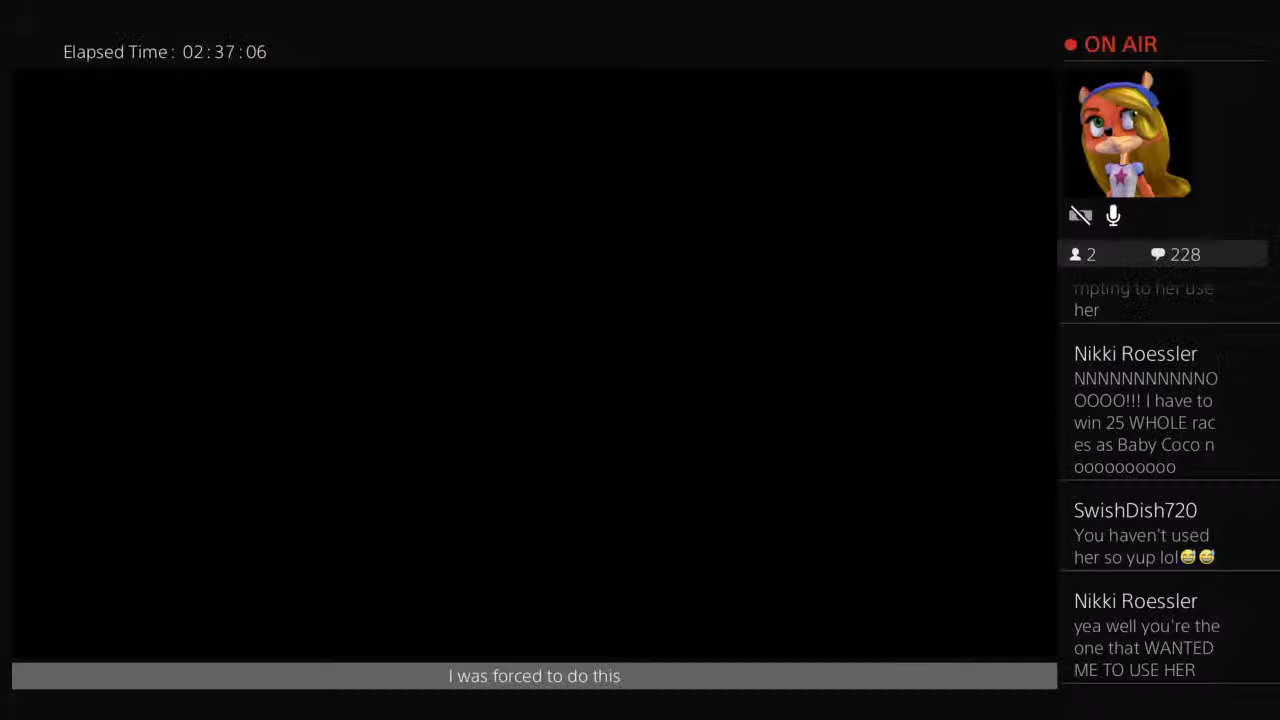 Elapsed Time: 02:37:06
ON AIR
2 228
mpting to her use
her
Nikki Roessler
NNNNNNNNNNNO
OOOO!!! I have to
win 25 WHOLE rac
es as Baby Coco n
oooooooooo
SwishDish720
You haven't used
her so yup lol😅😅
Nikki Roessler
yea well you're the
one that WANTED
ME TO USE HER
I was forced to do this